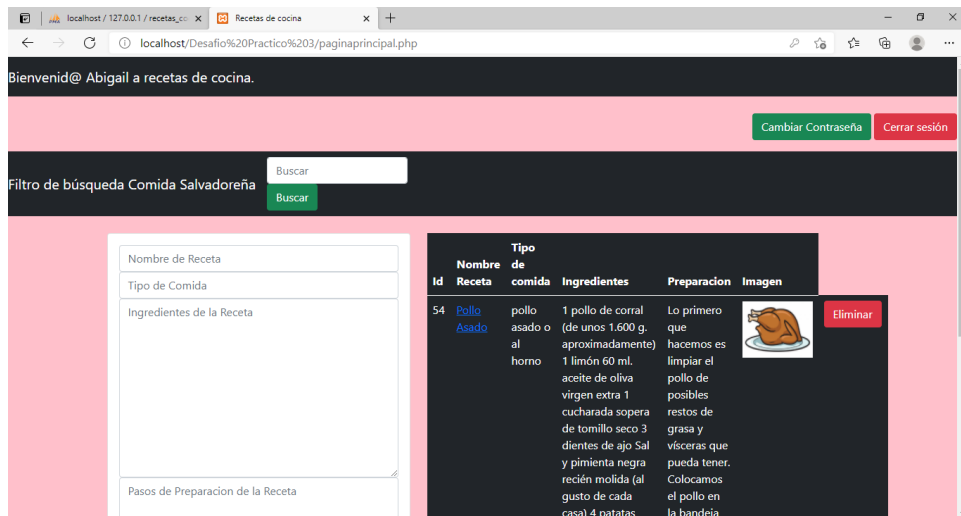 localhost / 127.0.0.1 / recetas_co
Recetas de cocina
localhost/Desafio%20Practico%203/paginaprincipal.php
Bienvenid@ Abigail a recetas de cocina.
Cambiar Contraseña
Cerrar sesión
Filtro de búsqueda Comida Salvadoreña
Buscar
Buscar
Nombre de Receta
Tipo de Comida
Ingredientes de la Receta
Pasos de Preparacion de la Receta
Id
Nombre
Receta
Tipo
de
comida
Ingredientes
Preparacion
Imagen
54
Pollo
Asado
pollo
asado o
al
horno
1 pollo de corral
(de unos 1.600 g.
aproximadamente)
1 limón 60 ml.
aceite de oliva
virgen extra 1
cucharada sopera
de tomillo seco 3
dientes de ajo Sal
y pimienta negra
recién molida (al
gusto de cada
casa) 4 patatas
Lo primero
que
hacemos es
limpiar el
pollo de
posibles
restos de
grasa y
vísceras que
pueda tener.
Colocamos
el pollo en
la bandeja
Eliminar